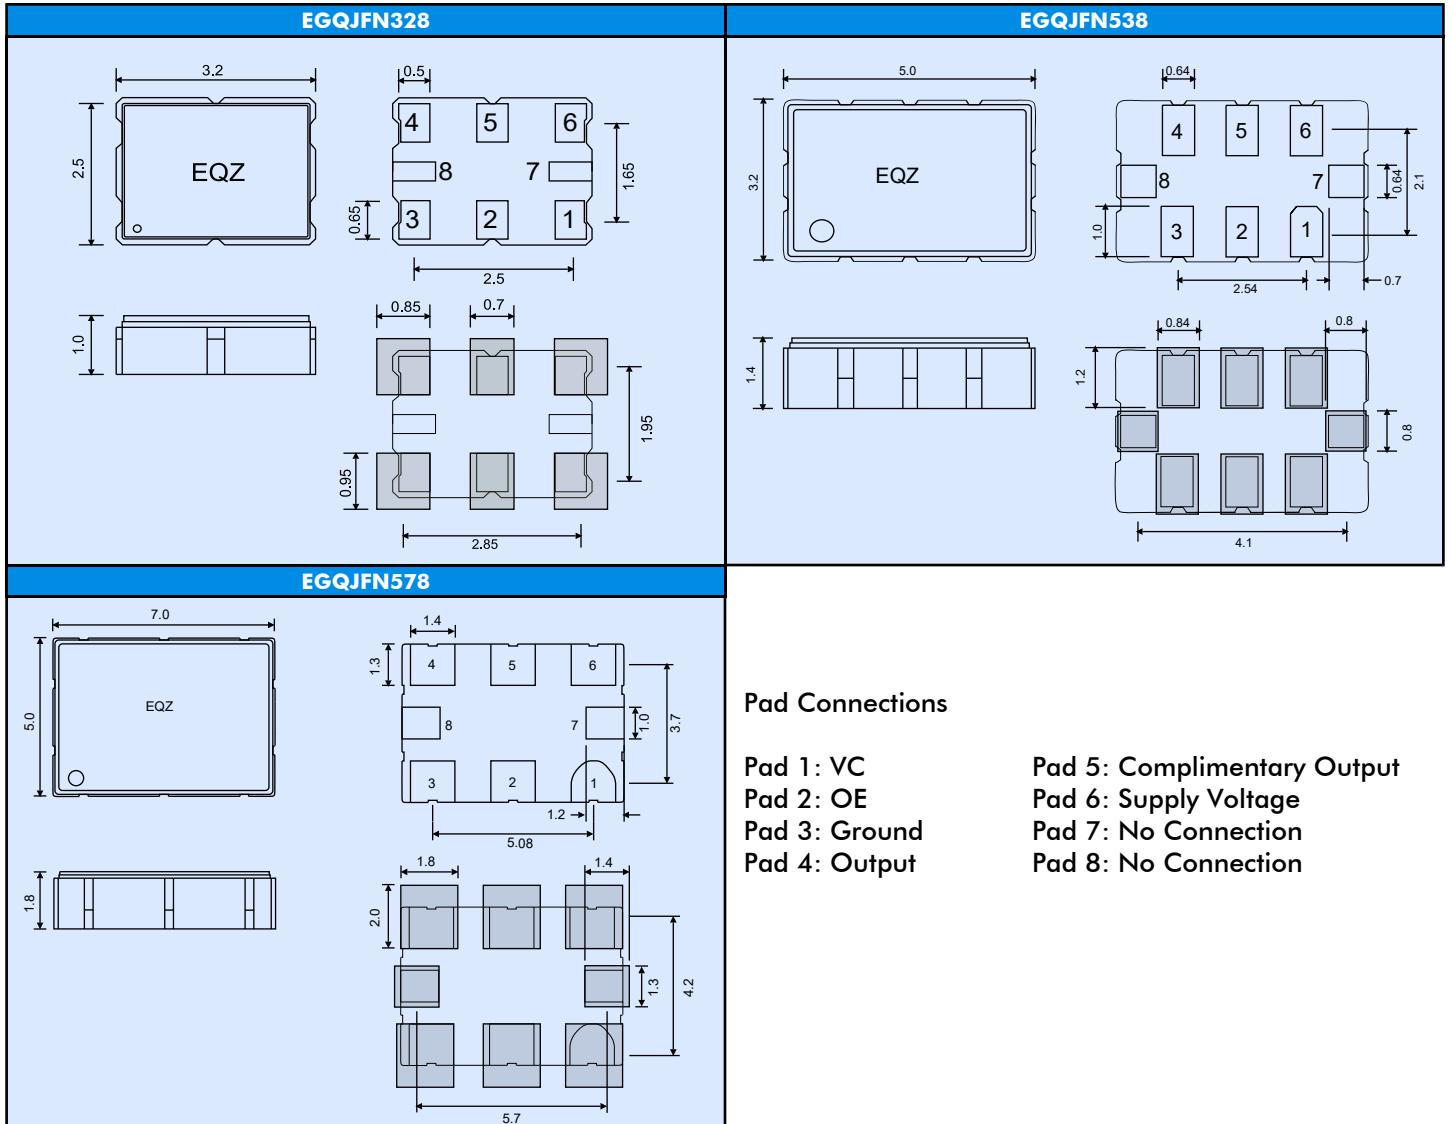 EGQJFN328
3.2
2.5
EQZ
0.5
4 5 6
8 7
3 2 1
1.65
0.65
2.5
1.0
0.85 0.7
1.95
0.95
2.85
EGQJFN538
5.0
3.2
EQZ
0.64
4 5 6
8 7
3 2 1
0.64
2.1
1.0
2.54
0.7
1.4
0.84 0.8
1.2
0.8
4.1
EGQJFN578
7.0
5.0
EQZ
1.4
1.3
4 5 6
8 7
3 2 1
1.0
3.7
1.2
5.08
1.8
1.8 1.4
2.0
1.3
4.2
5.7
Pad Connections
Pad 1: VC
Pad 2: OE
Pad 3: Ground
Pad 4: Output
Pad 5: Complimentary Output
Pad 6: Supply Voltage
Pad 7: No Connection
Pad 8: No Connection